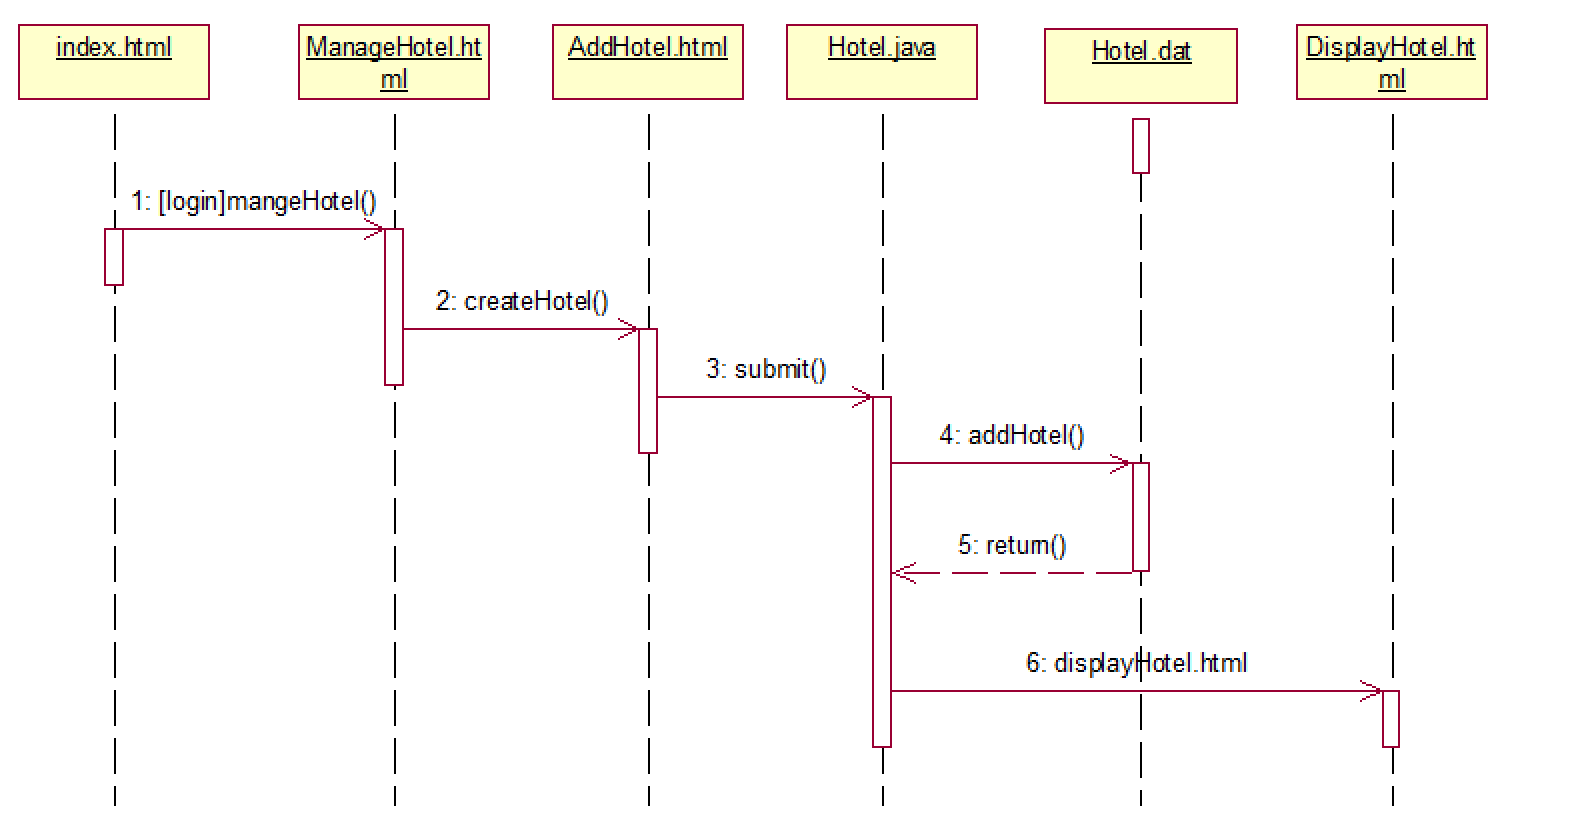 index.html
ManageHotel.ht
ml
AddHotel.html
Hotel.java
Hotel.dat
DisplayHotel.ht
ml
1: [login]mangeHotel()
2: createHotel()
3: submit()
4: addHotel()
5: return()
6: displayHotel.html